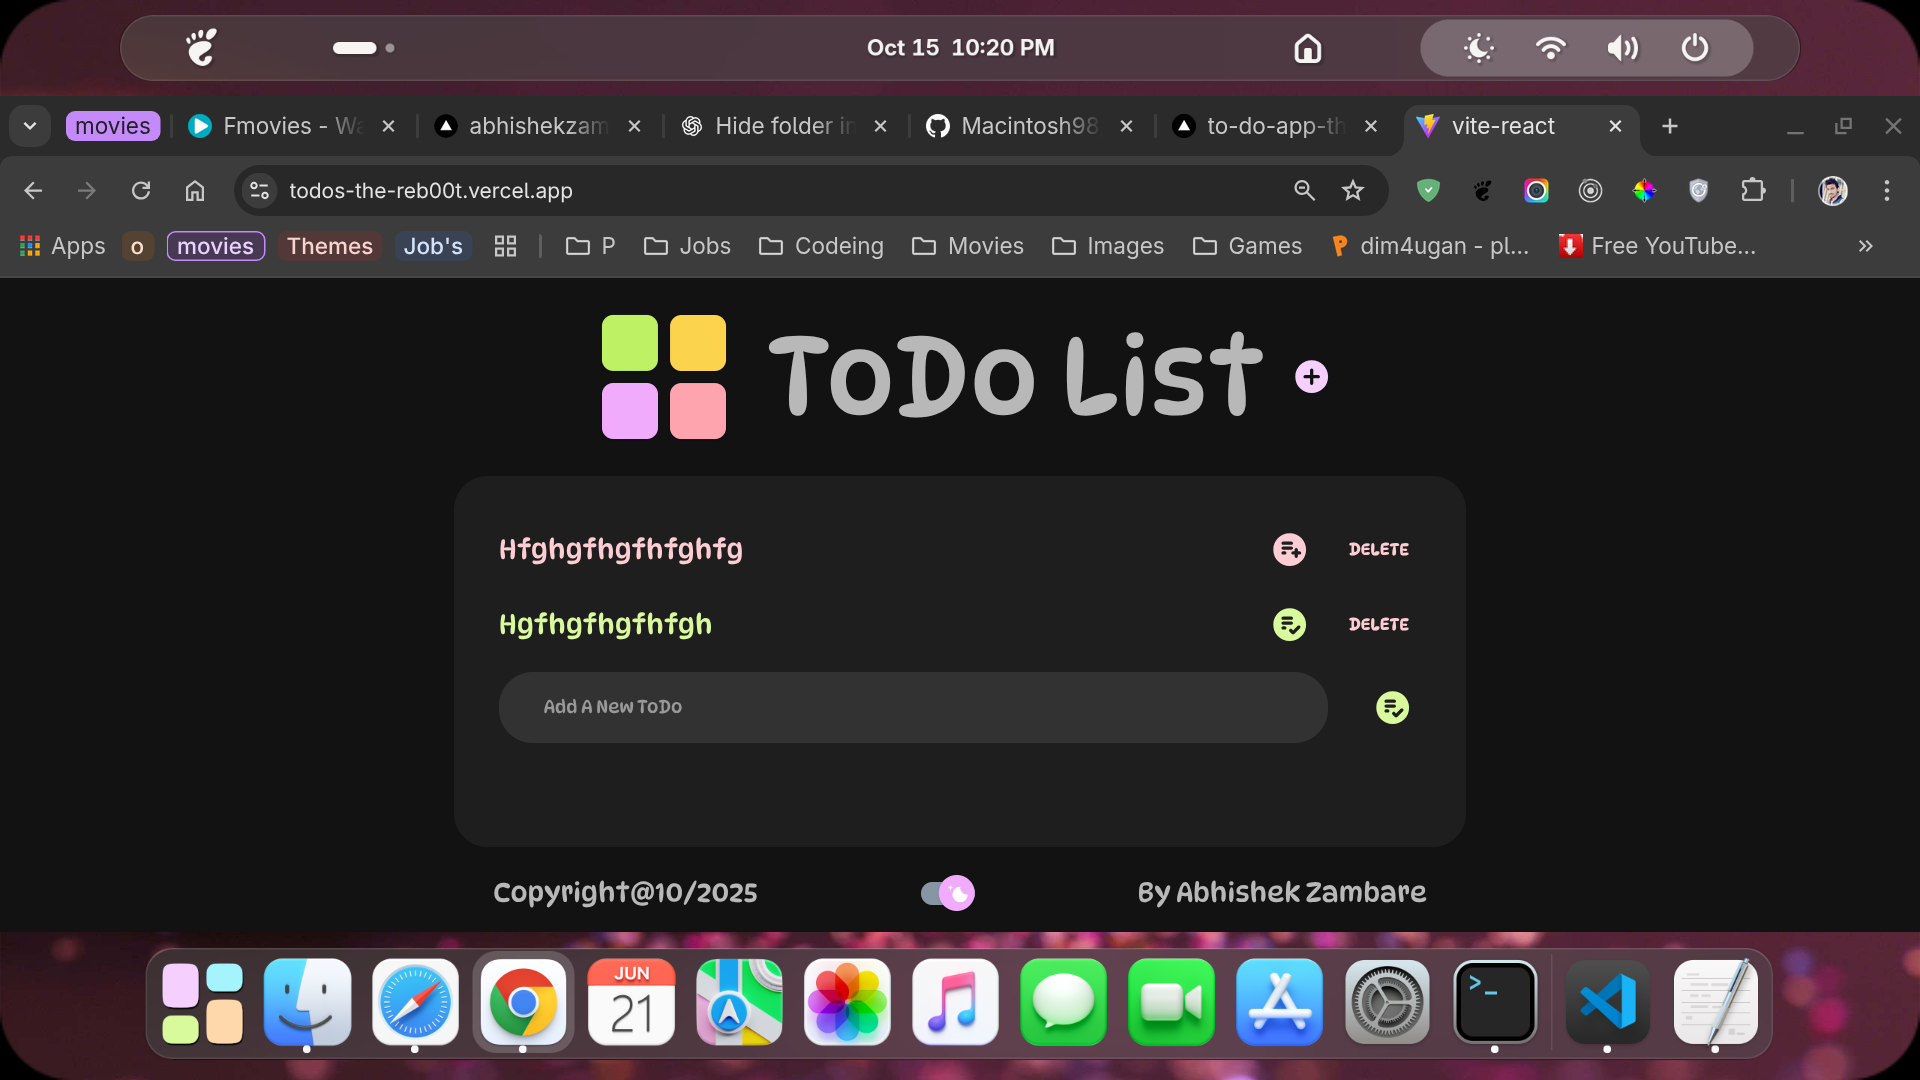 Oct 15 10:20 PM
movies Fmovies - Wa abhishekzam Hide folder in Macintosh98 to-do-app-th vite-react
todos-the-reb00t.vercel.app
Apps o movies Themes Job's P Jobs Codeing Movies Images Games dim4ugan - pl... Free YouTube...
ToDo List
Hfghgfhgfhfghfg DELETE
Hgfhgfhgfhfgh DELETE
Add A New ToDo
Copyright@10/2025 By Abhishek Zambare
JUN
21
>_